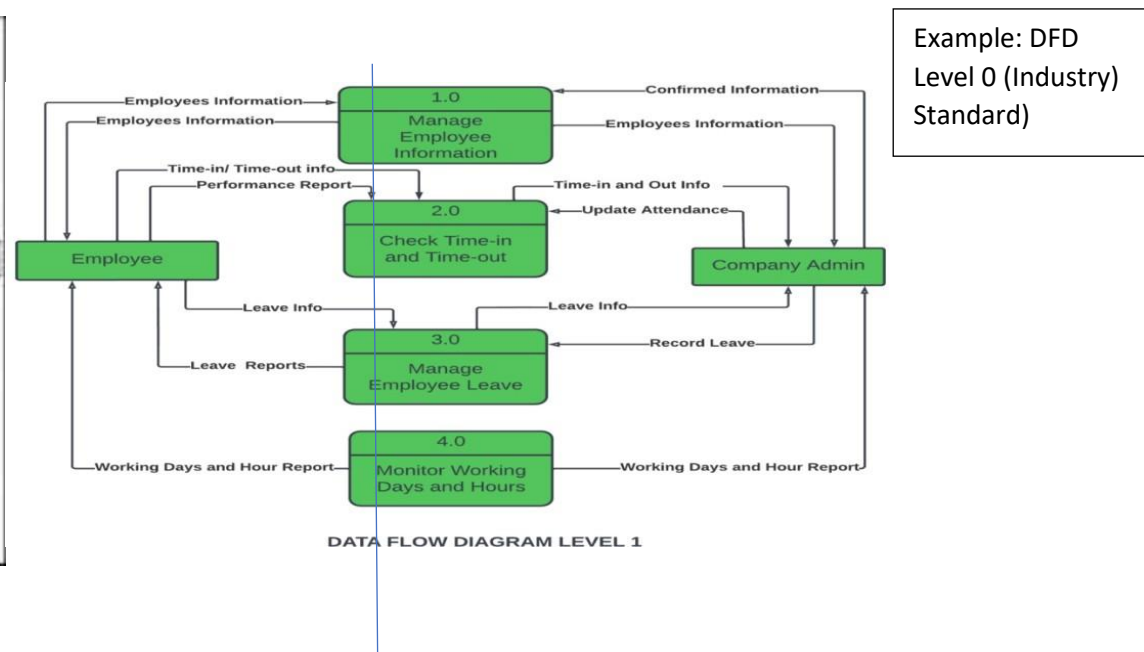 Example: DFD
Level 0 (Industry)
Standard)
Employees Information
Confirmed Information
1.0
Manage
Employee
Information
Employees Information
Employees Information
Time-in/ Time-out info
Performance Report
Time-in and Out Info
Update Attendance
2.0
Check Time-in
and Time-out
Employee
Company Admin
Leave Info
Leave Info
3.0
Manage
Employee Leave
Record Leave
Leave Reports
4.0
Monitor Working
Days and Hours
Working Days and Hour Report
Working Days and Hour Report
DATA FLOW DIAGRAM LEVEL 1